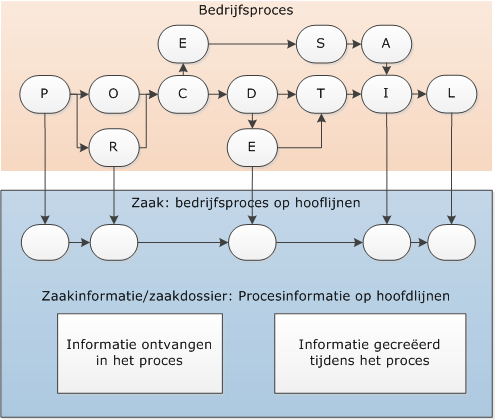 Bedrijfsproces
E S A
P O C D T I L
R E
Zaak: bedrijfsproces op hooflijnen
Zaakinformatie/zaakdossier: Procesinformatie op hoofdlijnen
Informatie ontvangen
in het proces
Informatie gecreëerd
tijdens het proces